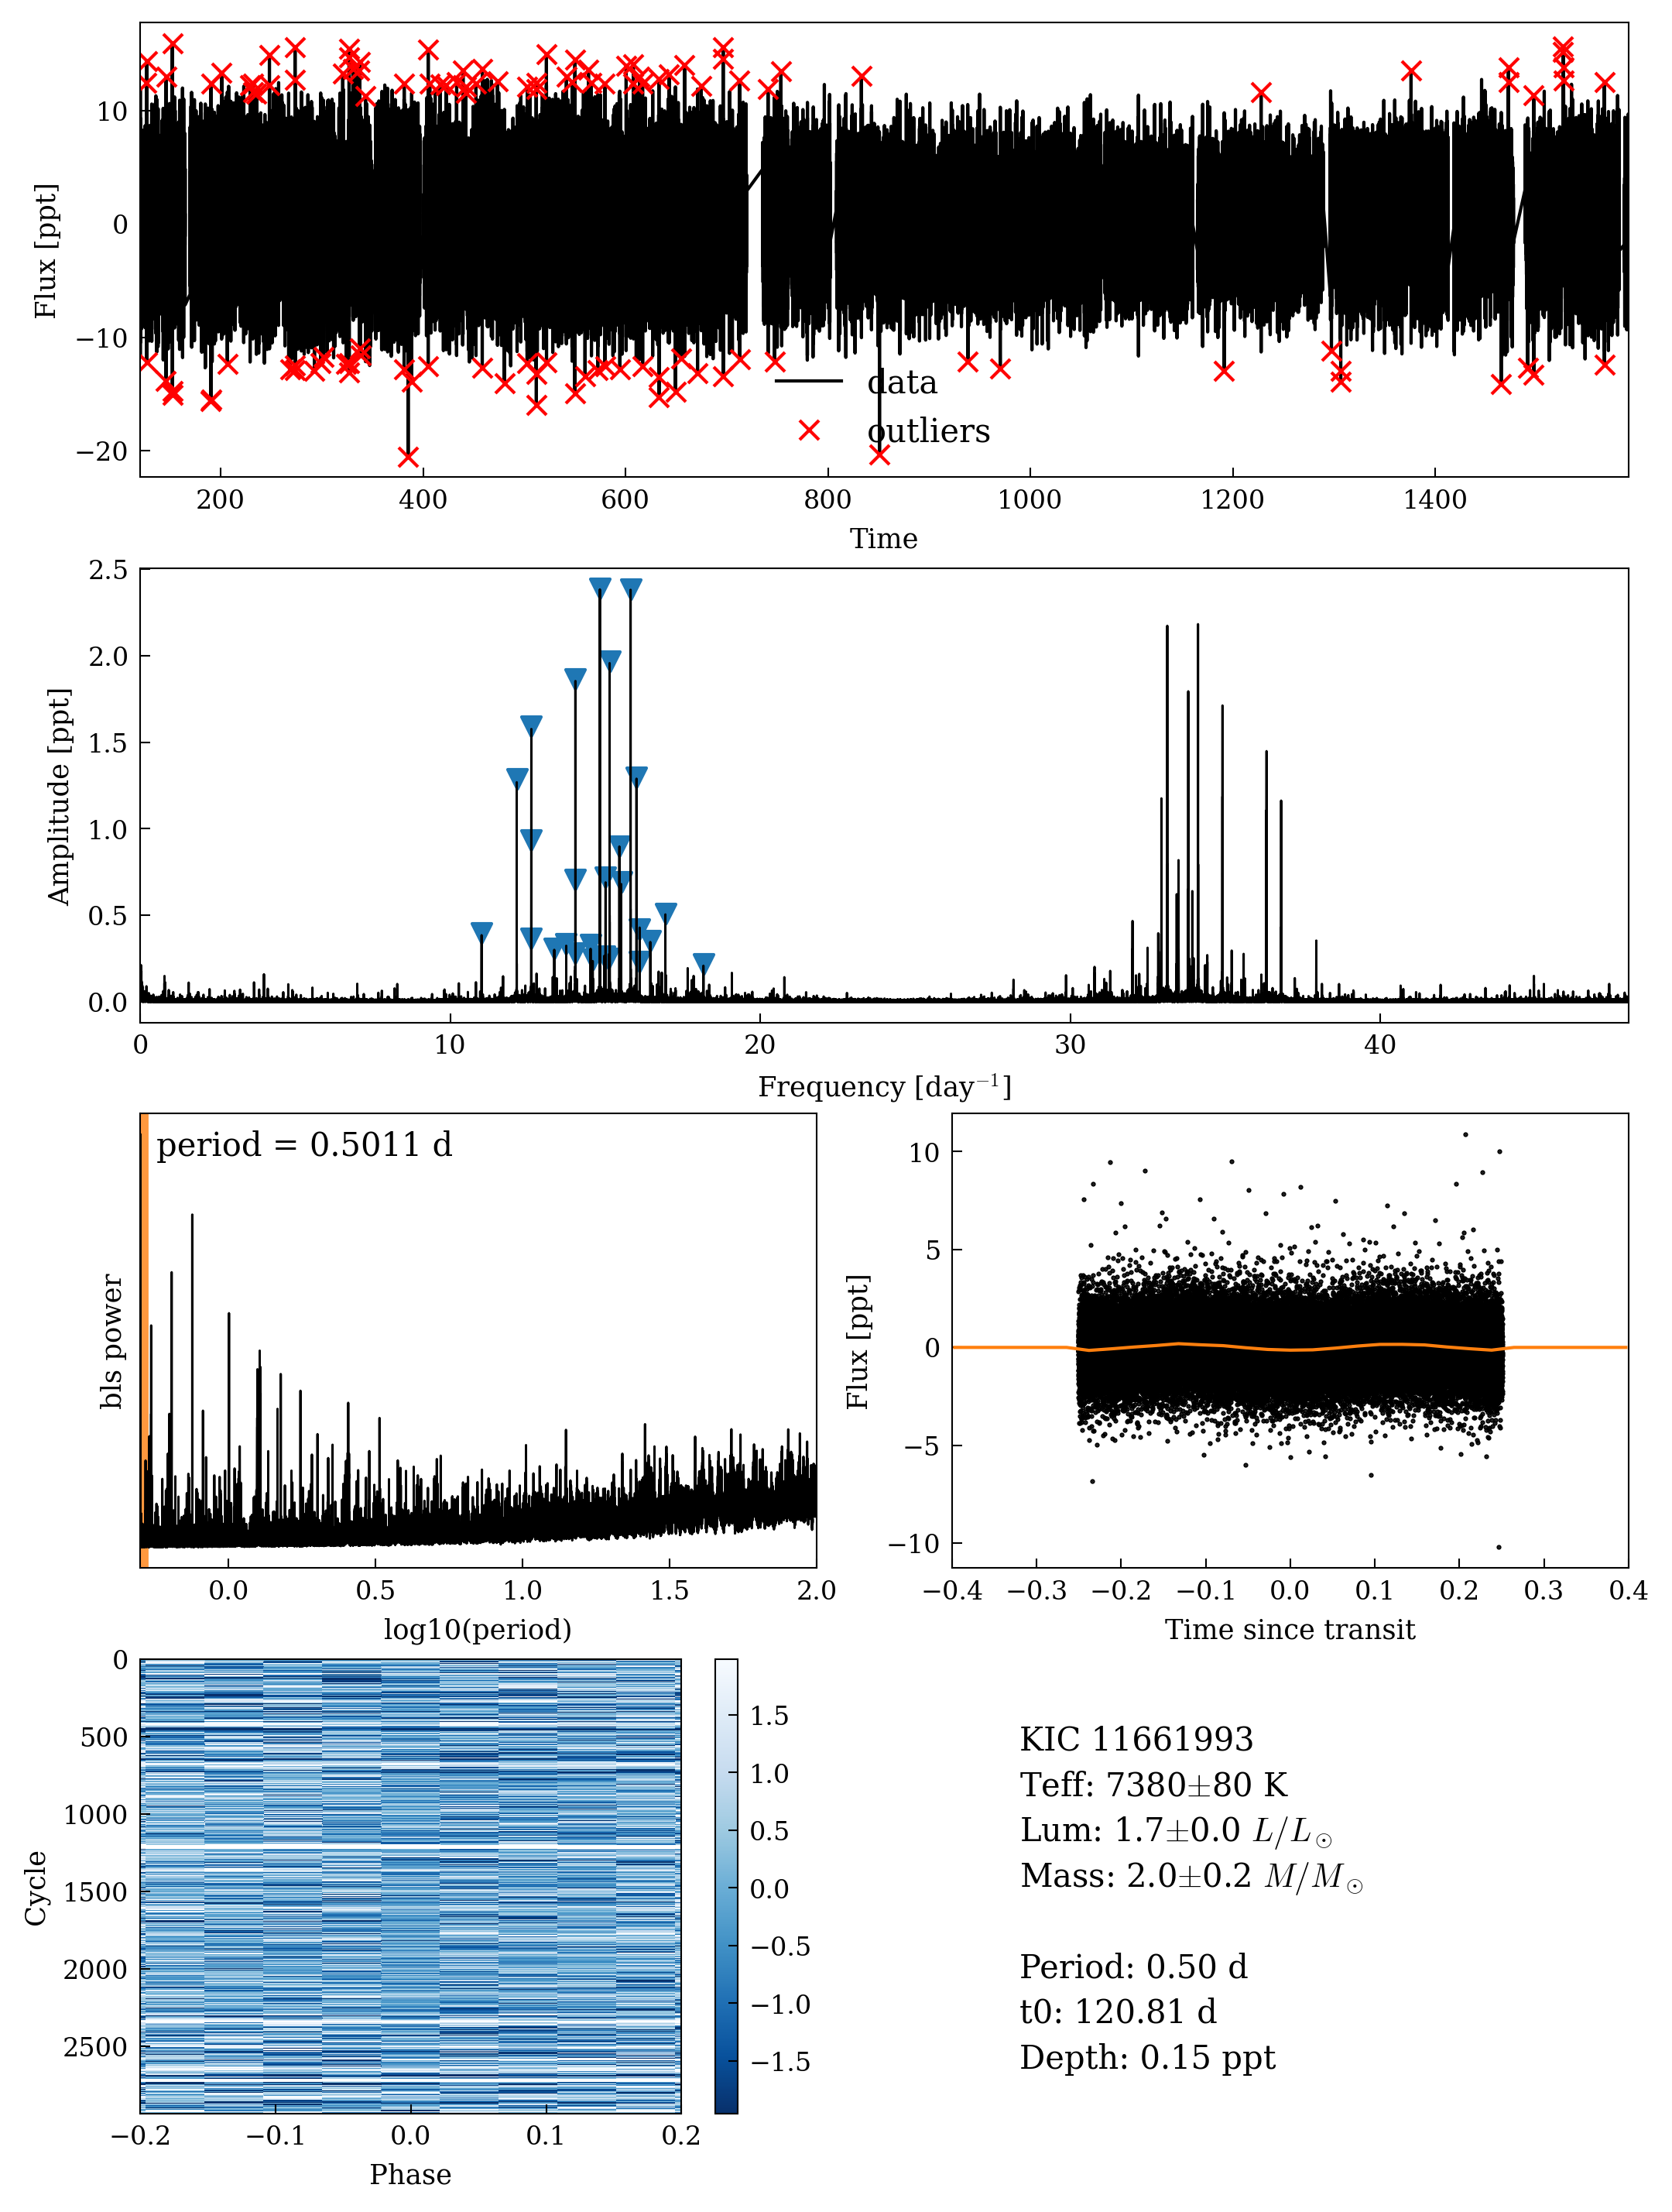 10
0
−10
−20
Flux [ppt]
data
outliers
200
400
600
800
1000
1200
1400
Time
2.5
2.0
1.5
1.0
0.5
0.0
Amplitude [ppt]
0
10
20
30
40
Frequency [day⁻¹]
period = 0.5011 d
bls power
0.0
0.5
1.0
1.5
2.0
log10(period)
10
5
0
−5
−10
Flux [ppt]
−0.4
−0.3
−0.2
−0.1
0.0
0.1
0.2
0.3
0.4
Time since transit
0
500
1000
1500
2000
2500
Cycle
−0.2
−0.1
0.0
0.1
0.2
Phase
1.5
1.0
0.5
0.0
−0.5
−1.0
−1.5
KIC 11661993
Teff: 7380±80 K
Lum: 1.7±0.0 L/L⊙
Mass: 2.0±0.2 M/M⊙
Period: 0.50 d
t0: 120.81 d
Depth: 0.15 ppt